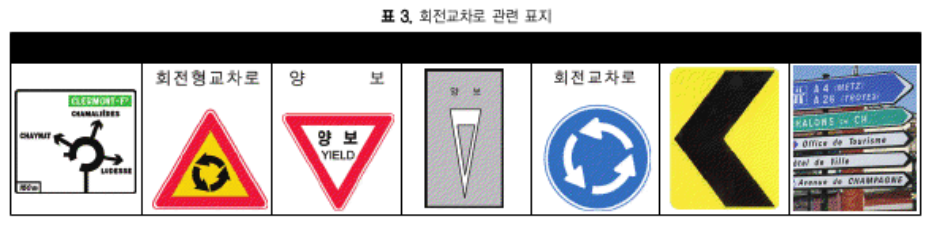 표 3. 회전교차로 관련 표지
회전형교차로
양 보
양 보
회전교차로
CLERMONT-Fd
CHAMALIÈRES
CHAYNAT
LUDESSE
양 보
YIELD
A 4 (METZ)
A 26 (TROYES)
CHALONS EN CH.
Office de Tourisme
Hôtel de Ville
Avenue de CHAMPAGNE